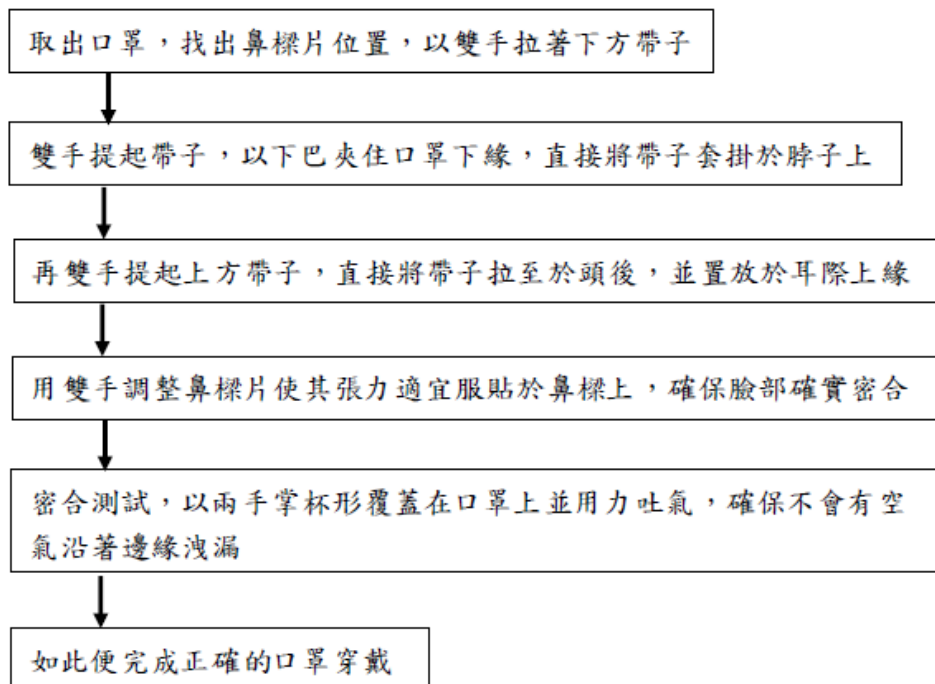 取出口罩，找出鼻樑片位置，以雙手拉著下方帶子
雙手提起帶子，以下巴夾住口罩下緣，直接將帶子套掛於脖子上
再雙手提起上方帶子，直接將帶子拉至於頭後，並置放於耳際上緣
用雙手調整鼻樑片使其張力適宜服貼於鼻樑上，確保臉部確實密合
密合測試，以兩手掌杯形覆蓋在口罩上並用力吐氣，確保不會有空
氣沿著邊緣洩漏
如此便完成正確的口罩穿戴